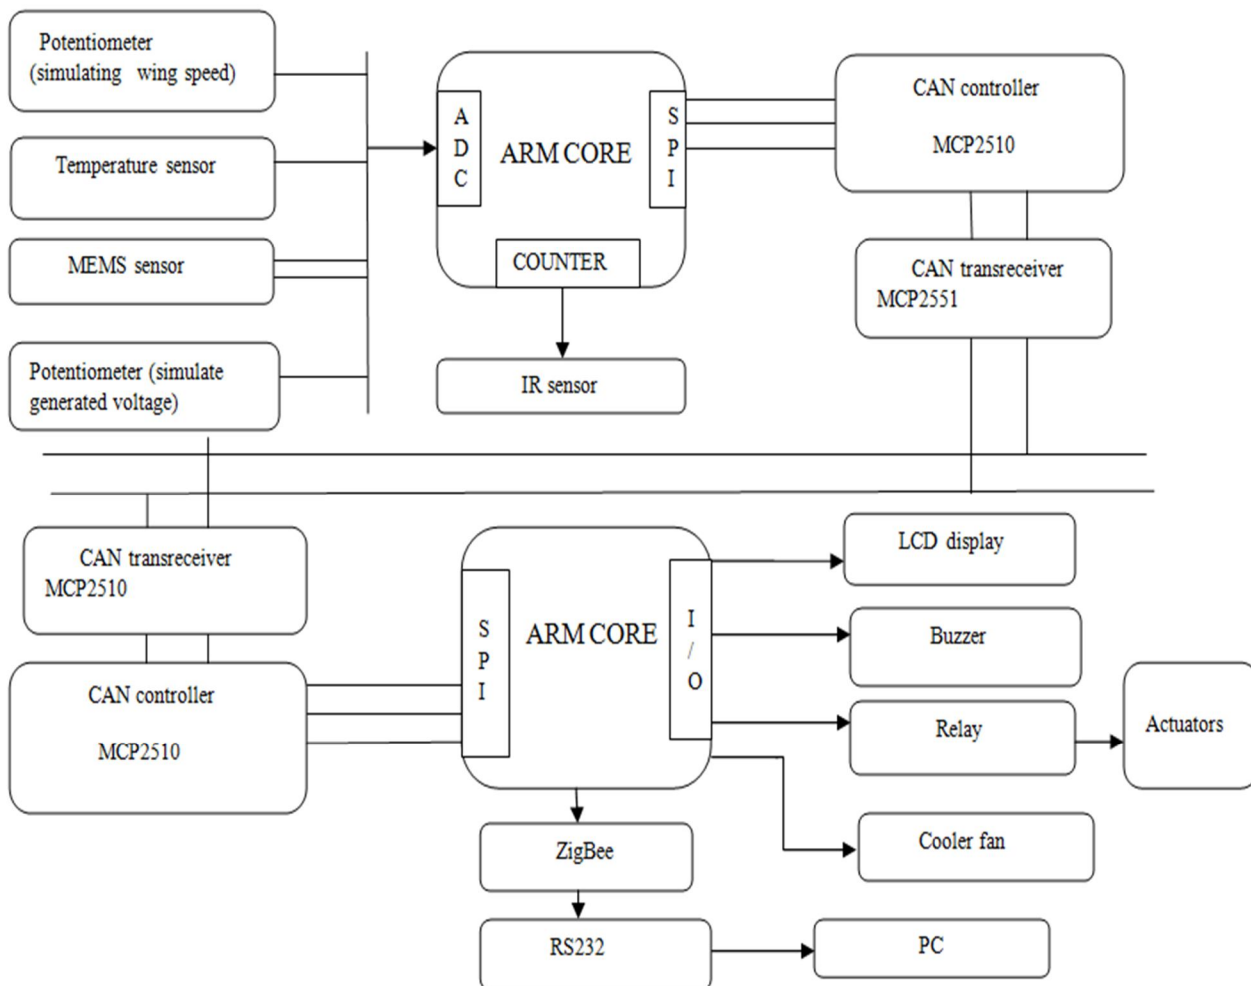 Potentiometer
(simulating wing speed)
Temperature sensor
MEMS sensor
Potentiometer (simulate
generated voltage)
A
D
C
ARM CORE
S
P
I
COUNTER
IR sensor
CAN controller
MCP2510
CAN transreceiver
MCP2551
CAN transreceiver
MCP2510
CAN controller
MCP2510
S
P
I
ARM CORE
I
/
O
LCD display
Buzzer
Relay
Actuators
Cooler fan
ZigBee
RS232
PC